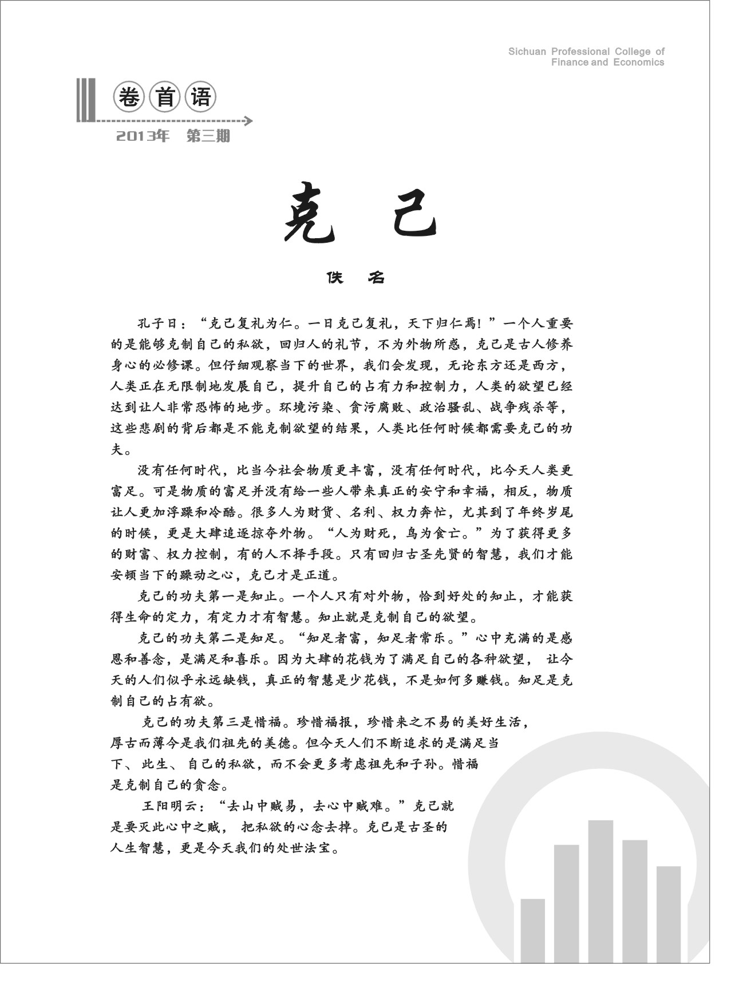 Sichuan Professional College of
Finance and Economics
卷首语
2013年 第三期
克 己
佚 名
孔子曰：“克己复礼为仁。一日克己复礼，天下归仁焉！”一个人重要
的是能够克制自己的私欲，回归人的礼节，不为外物所惑，克己是古人修养
身心的必修课。但仔细观察当下的世界，我们会发现，无论东方还是西方，
人类正在无限制地发展自己，提升自己的占有力和控制力，人类的欲望已经
达到让人非常恐怖的地步。环境污染、贪污腐败、政治骚乱、战争残杀等，
这些悲剧的背后都是不能克制欲望的结果，人类比任何时候都需要克己的功
夫。
没有任何时代，比当今社会物质更丰富，没有任何时代，比今天人类更
富足。可是物质的富足并没有给一些人带来真正的安宁和幸福，相反，物质
让人更加浮躁和冷酷。很多人为财货、名利、权力奔忙，尤其到了年终岁尾
的时候，更是大肆追逐掠夺外物。“人为财死，鸟为食亡。”为了获得更多
的财富、权力控制，有的人不择手段。只有回归古圣先贤的智慧，我们才能
安顿当下的躁动之心，克己才是正道。
克己的功夫第一是知止。一个人只有对外物，恰到好处的知止，才能获
得生命的定力，有定力才有智慧。知止就是克制自己的欲望。
克己的功夫第二是知足。“知足者富，知足者常乐。”心中充满的是感
恩和善念，是满足和喜乐。因为大肆的花钱为了满足自己的各种欲望， 让今
天的人们似乎永远缺钱，真正的智慧是少花钱，不是如何多赚钱。知足是克
制自己的占有欲。
克己的功夫第三是惜福。珍惜福报，珍惜来之不易的美好生活，
厚古而薄今是我们祖先的美德。但今天人们不断追求的是满足当
下、 此生、 自己的私欲，而不会更多考虑祖先和子孙。惜福
是克制自己的贪念。
王阳明云：“去山中贼易，去心中贼难。”克己就
是要灭此心中之贼， 把私欲的心念去掉。克己是古圣的
人生智慧，更是今天我们的处世法宝。